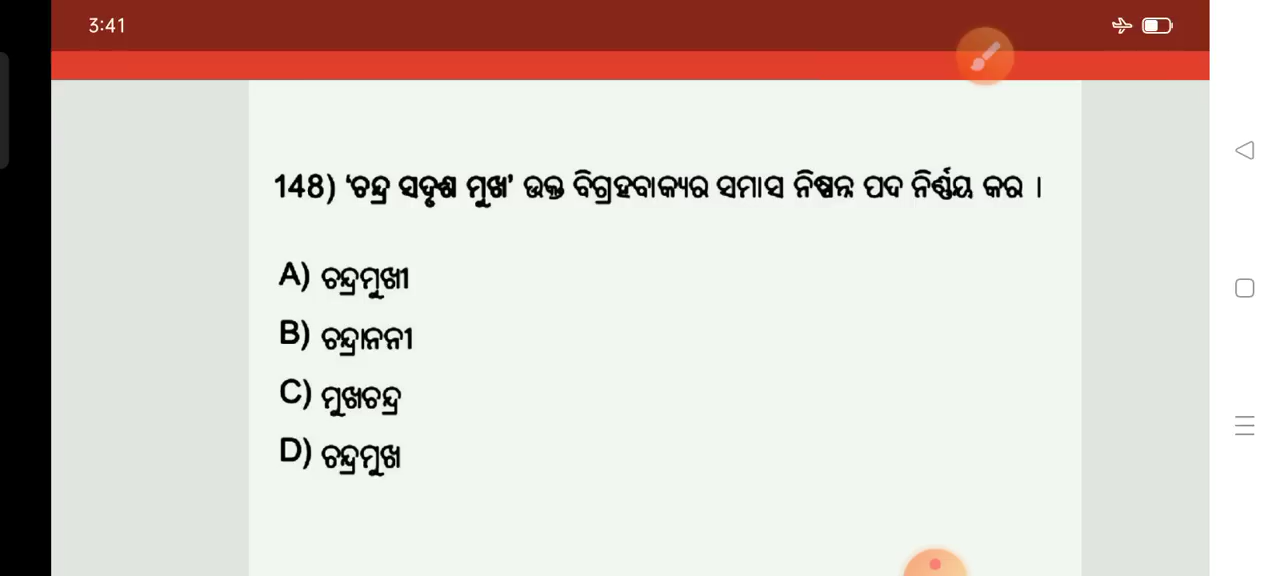 3:41
148) ‘ଚନ୍ଦ୍ର ସଦୃଶ ମୁଖ’ ଉକ୍ତ ବିଗ୍ରହବାକ୍ୟର ସମାସ ନିଷ୍ପନ୍ନ ପଦ ନିର୍ଣ୍ଣୟ କର ।
A) ଚନ୍ଦ୍ରମୁଖୀ
B) ଚନ୍ଦ୍ରାନନୀ
C) ମୁଖଚନ୍ଦ୍ର
D) ଚନ୍ଦ୍ରମୁଖ